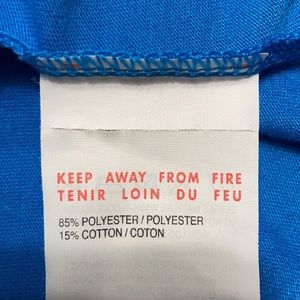 KEEP AWAY FROM FIRE
TENIR LOIN DU FEU
85% POLYESTER / POLYESTER
15% COTTON / COTON